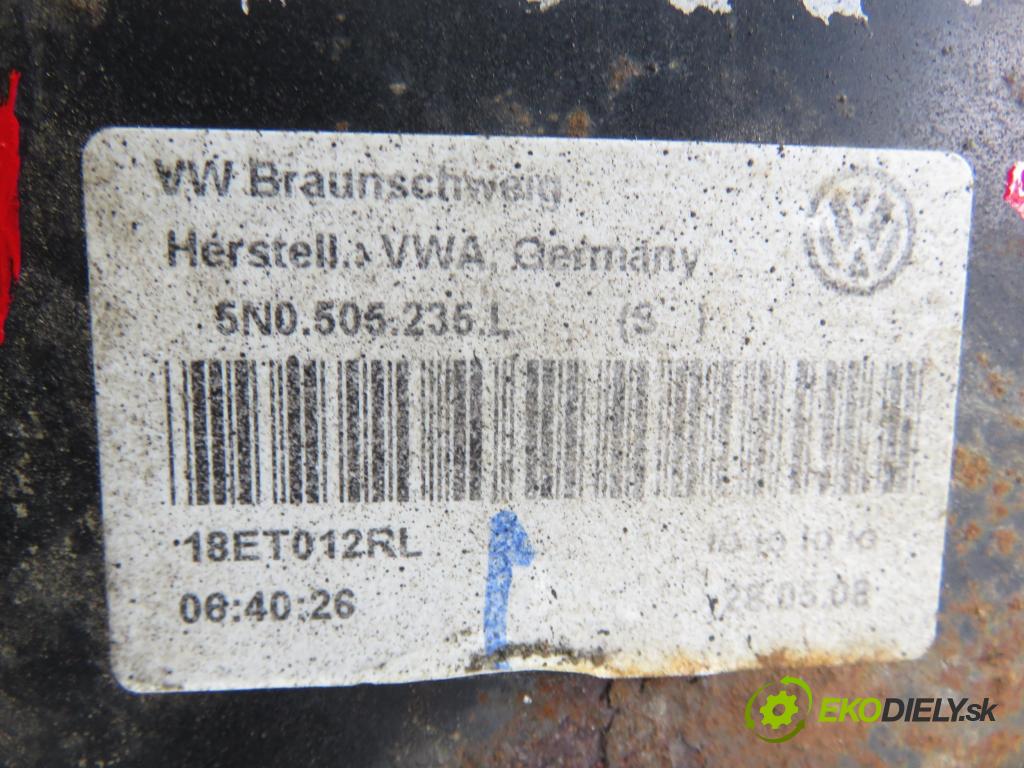 VW Braunschweig
Herstell.: VWA, Germany
5N0.505.235.L (S )
18ET012RL
06:40:26 28.05.08
EKODIELY.sk